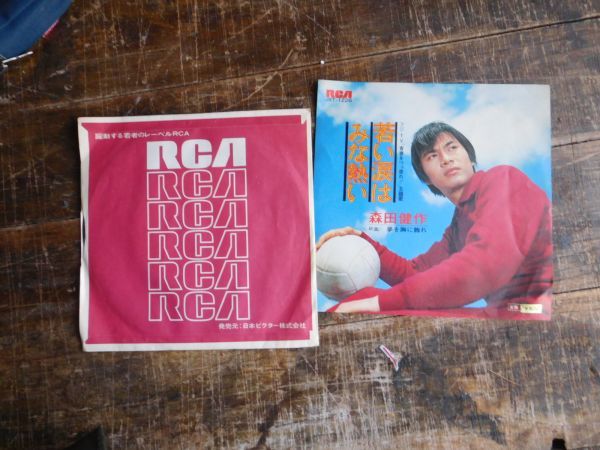 躍動する若者のレーベルRCA
RCA
RCA
RCA
RCA
RCA
RCA
発売元:日本ビクター株式会社
RCA
JRT-1226
若い涙は
みな熱い
森田健作
夢を胸に飾れ